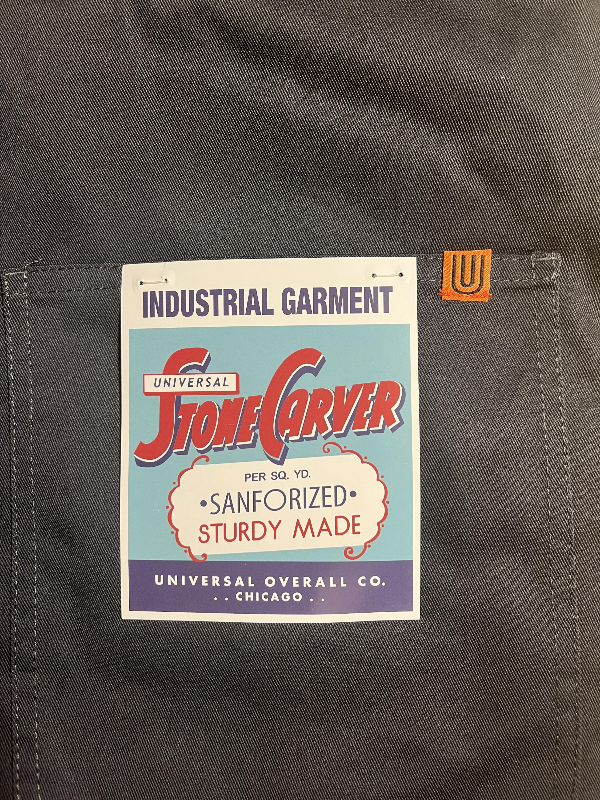 INDUSTRIAL GARMENT
UNIVERSAL
STONE CARVER
PER SQ. YD.
•SANFORIZED•
STURDY MADE
UNIVERSAL OVERALL CO.
. . CHICAGO . .
U